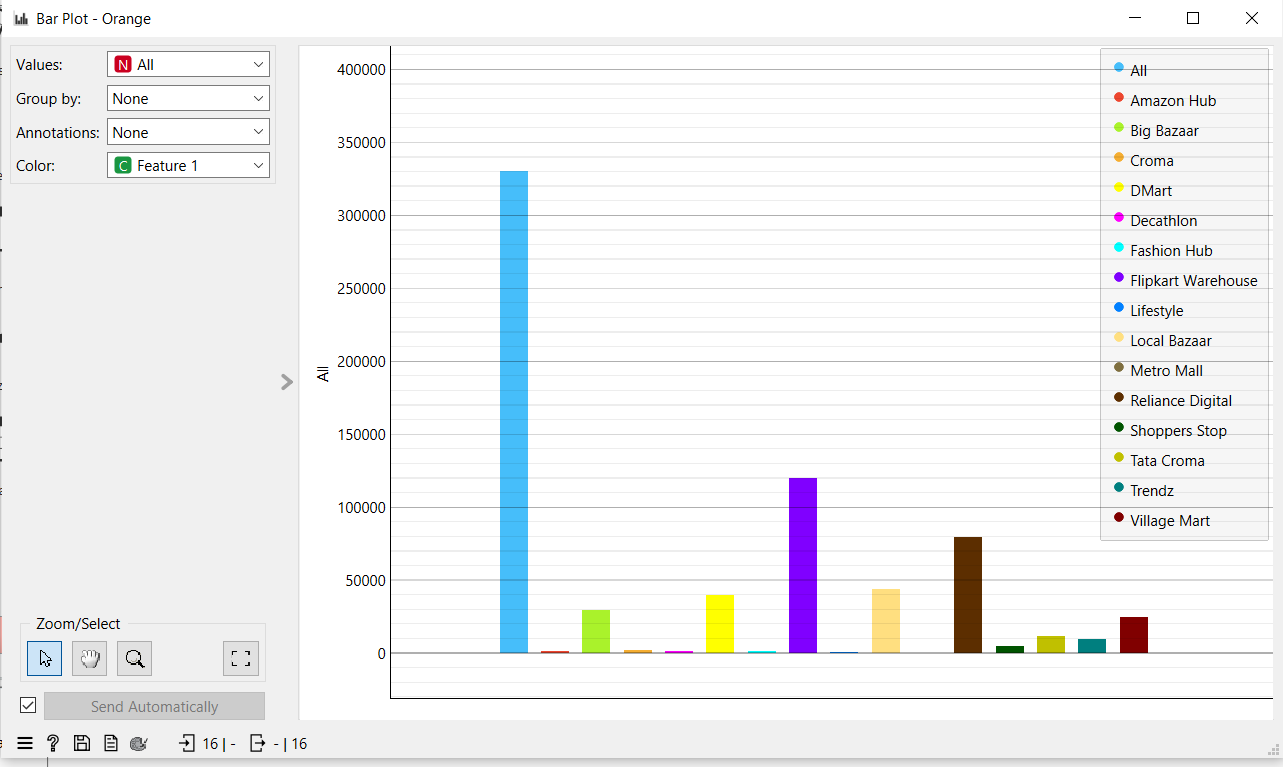 Bar Plot - Orange
Values: N All
Group by: None
Annotations: None
Color: C Feature 1
400000
350000
300000
250000
200000
150000
100000
50000
0
All
All
Amazon Hub
Big Bazaar
Croma
DMart
Decathlon
Fashion Hub
Flipkart Warehouse
Lifestyle
Local Bazaar
Metro Mall
Reliance Digital
Shoppers Stop
Tata Croma
Trendz
Village Mart
Zoom/Select
Send Automatically
? 16 | - - | 16